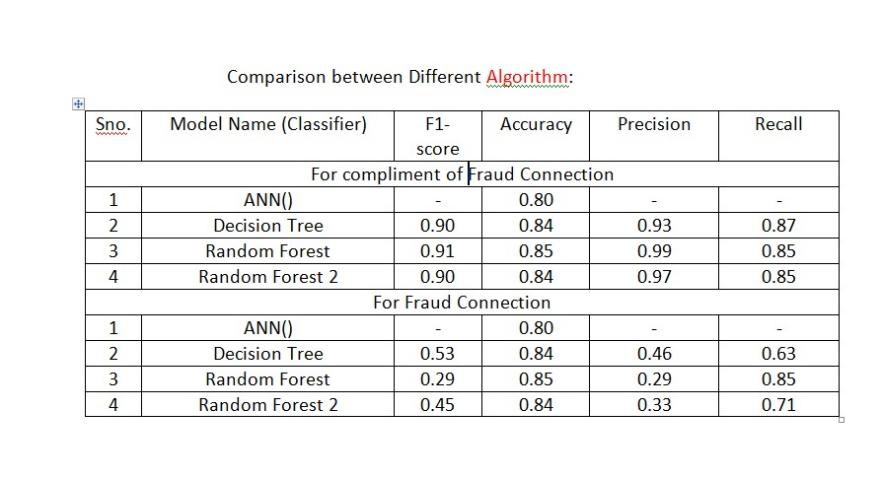 Comparison between Different Algorithm:
Sno. Model Name (Classifier) F1-score Accuracy Precision Recall
For compliment of Fraud Connection
1 ANN() - 0.80 - -
2 Decision Tree 0.90 0.84 0.93 0.87
3 Random Forest 0.91 0.85 0.99 0.85
4 Random Forest 2 0.90 0.84 0.97 0.85
For Fraud Connection
1 ANN() - 0.80 - -
2 Decision Tree 0.53 0.84 0.46 0.63
3 Random Forest 0.29 0.85 0.29 0.85
4 Random Forest 2 0.45 0.84 0.33 0.71